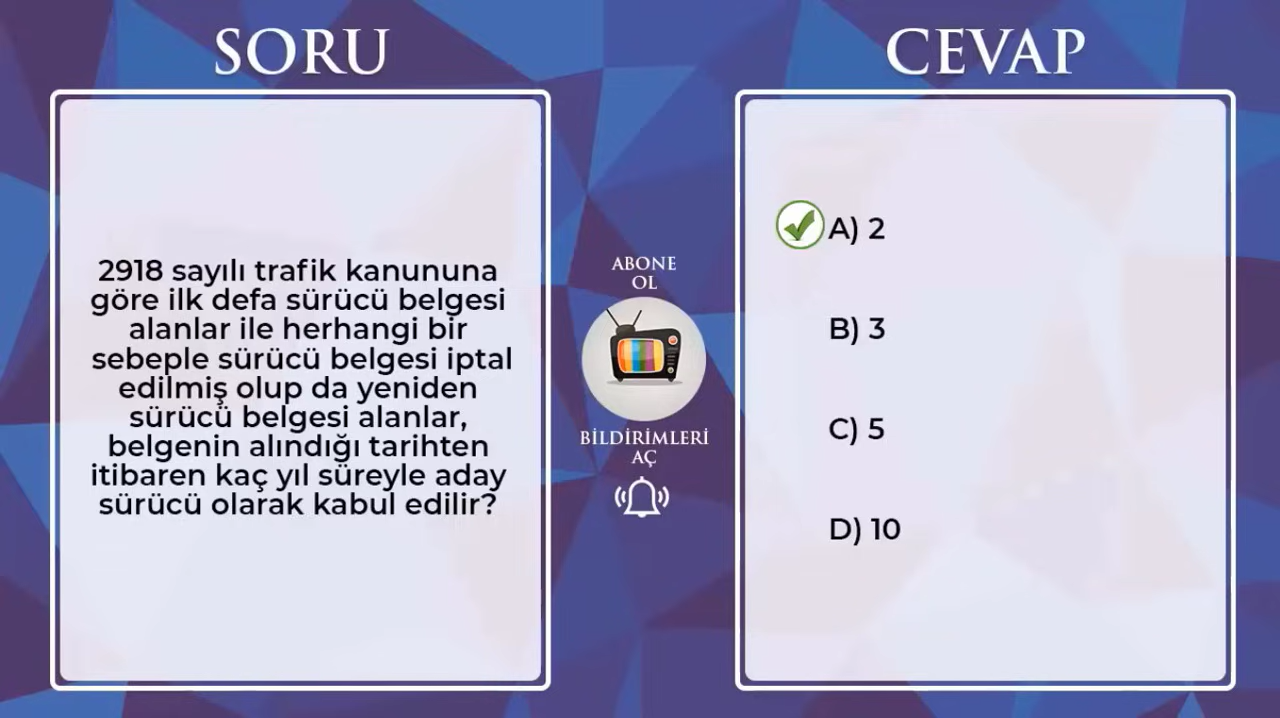 SORU
2918 sayılı trafik kanununa
göre ilk defa sürücü belgesi
alanlar ile herhangi bir
sebeple sürücü belgesi iptal
edilmiş olup da yeniden
sürücü belgesi alanlar,
belgenin alındığı tarihten
itibaren kaç yıl süreyle aday
sürücü olarak kabul edilir?
ABONE
OL
BİLDİRİMLERİ
AÇ
CEVAP
A) 2
B) 3
C) 5
D) 10